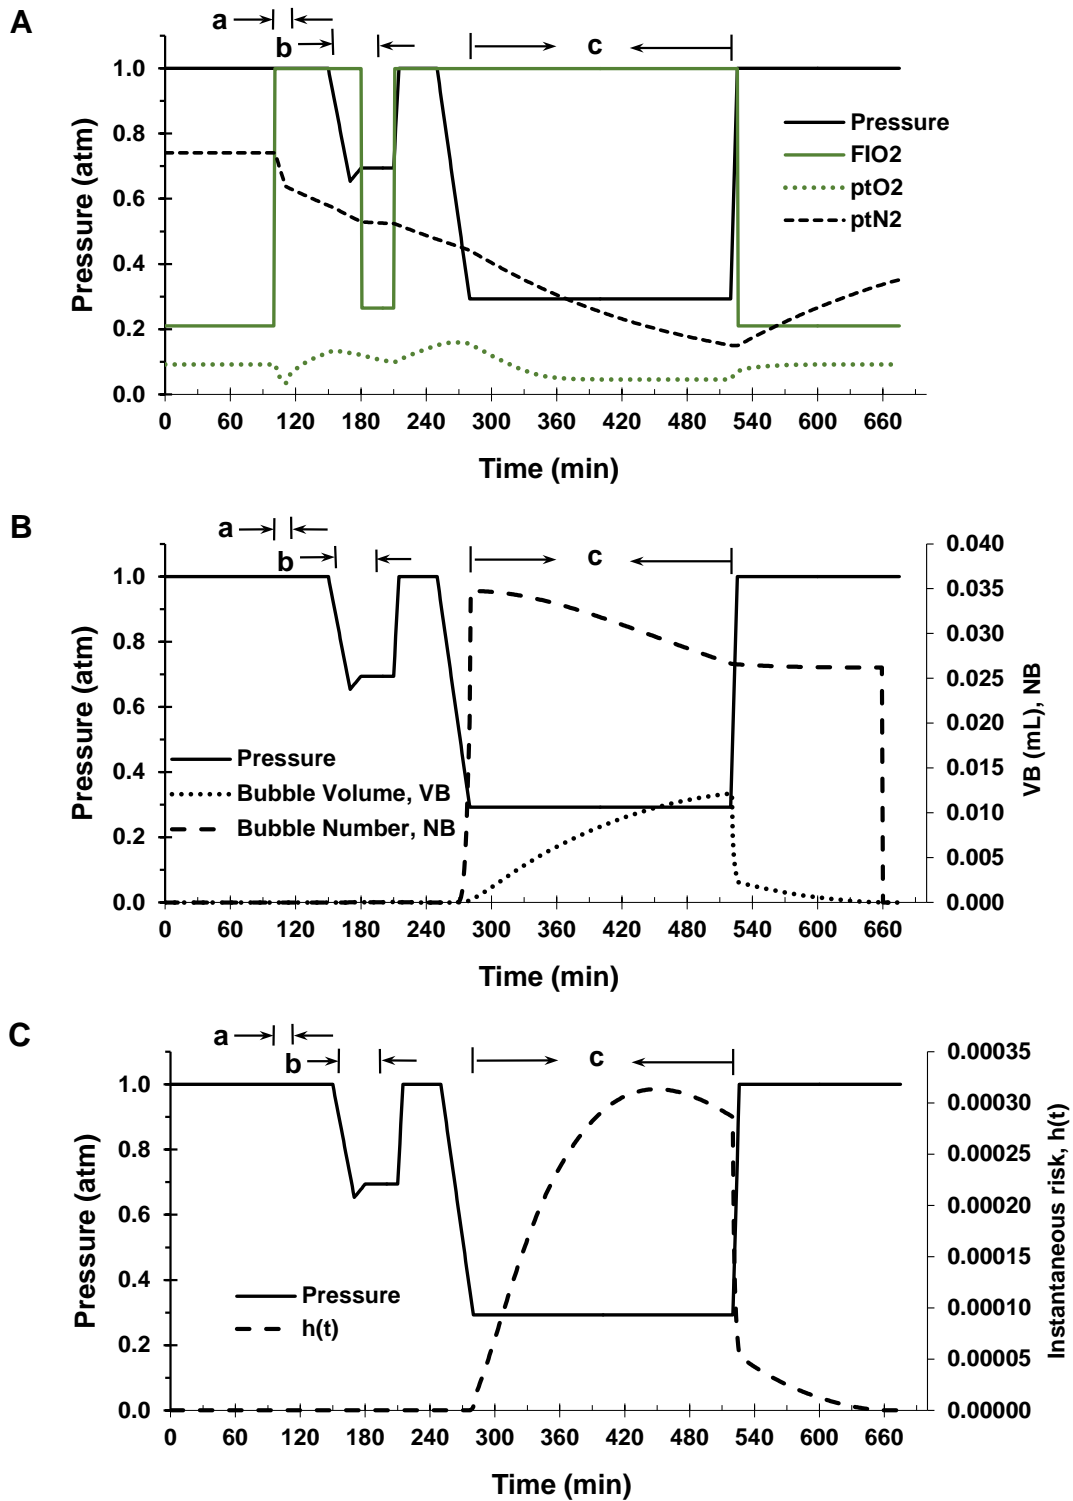 A
a
b
c
1.0
0.8
0.6
0.4
0.2
0.0
Pressure (atm)
Pressure
FIO2
ptO2
ptN2
0 60 120 180 240 300 360 420 480 540 600 660
Time (min)
B
a
b
c
1.0
0.8
0.6
0.4
0.2
0.0
Pressure (atm)
Pressure
Bubble Volume, VB
Bubble Number, NB
0.040
0.035
0.030
0.025
0.020
0.015
0.010
0.005
0.000
VB (mL), NB
0 60 120 180 240 300 360 420 480 540 600 660
Time (min)
C
a
b
c
1.0
0.8
0.6
0.4
0.2
0.0
Pressure (atm)
Pressure
h(t)
0.00035
0.00030
0.00025
0.00020
0.00015
0.00010
0.00005
0.00000
Instantaneous risk, h(t)
0 60 120 180 240 300 360 420 480 540 600 660
Time (min)